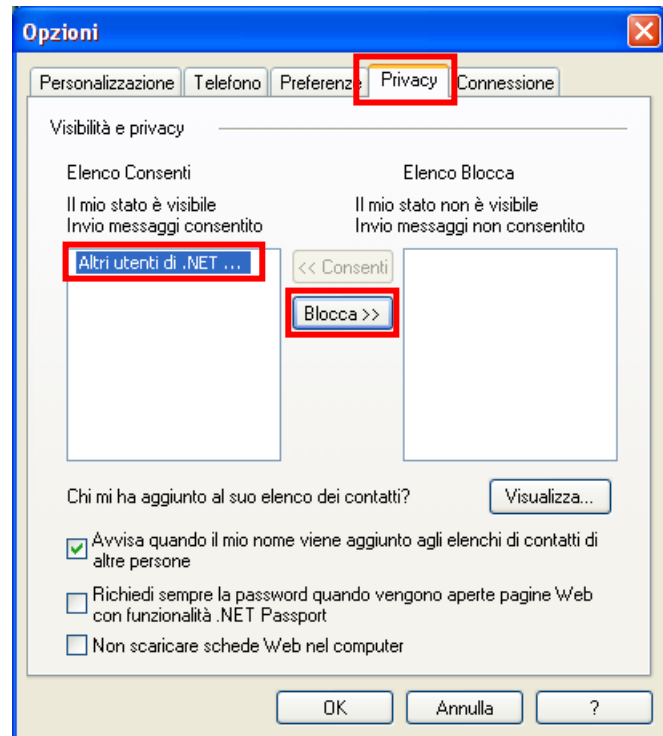 Opzioni
Personalizzazione Telefono Preferenze Privacy Connessione
Visibilità e privacy
Elenco Consenti
Il mio stato è visibile
Invio messaggi consentito
Altri utenti di .NET ...
<< Consenti
Blocca >>
Elenco Blocca
Il mio stato non è visibile
Invio messaggi non consentito
Chi mi ha aggiunto al suo elenco dei contatti?
Visualizza...
Avvisa quando il mio nome viene aggiunto agli elenchi di contatti di
altre persone
Richiedi sempre la password quando vengono aperte pagine Web
con funzionalità .NET Passport
Non scaricare schede Web nel computer
OK Annulla ?